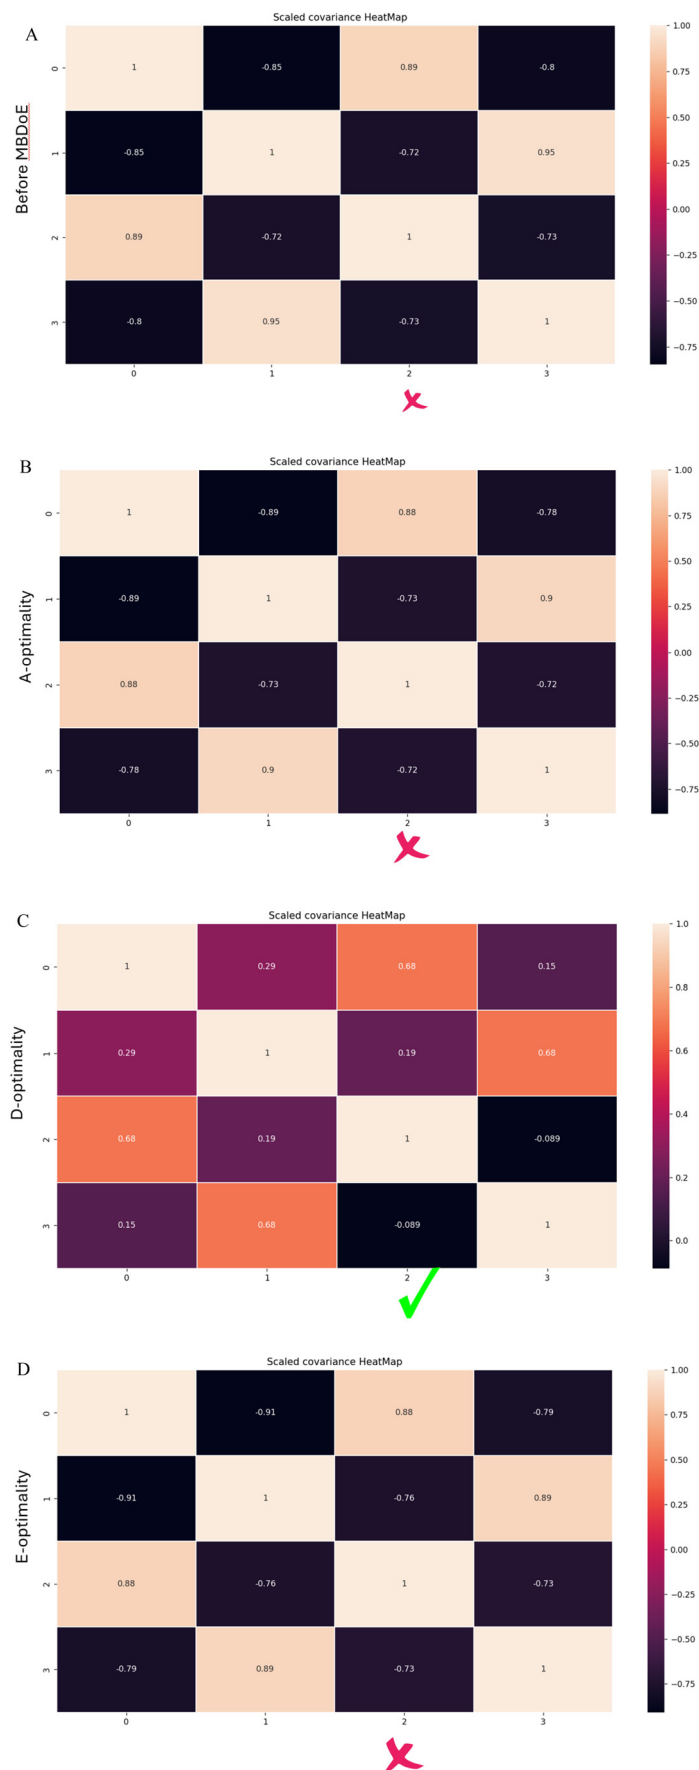 A
Scaled covariance HeatMap
Before MBDoE
0 1 -0.85 0.89 -0.8
1 -0.85 1 -0.72 0.95
2 0.89 -0.72 1 -0.73
3 -0.8 0.95 -0.73 1
0 1 2 3
1.00
0.75
0.50
0.25
0.00
−0.25
−0.50
−0.75
B
Scaled covariance HeatMap
A-optimality
0 1 -0.89 0.88 -0.78
1 -0.89 1 -0.73 0.9
2 0.88 -0.73 1 -0.72
3 -0.78 0.9 -0.72 1
0 1 2 3
1.00
0.75
0.50
0.25
0.00
−0.25
−0.50
−0.75
C
Scaled covariance HeatMap
D-optimality
0 1 0.29 0.68 0.15
1 0.29 1 0.19 0.68
2 0.68 0.19 1 -0.089
3 0.15 0.68 -0.089 1
0 1 2 3
1.0
0.8
0.6
0.4
0.2
0.0
D
Scaled covariance HeatMap
E-optimality
0 1 -0.91 0.88 -0.79
1 -0.91 1 -0.76 0.89
2 0.88 -0.76 1 -0.73
3 -0.79 0.89 -0.73 1
0 1 2 3
1.00
0.75
0.50
0.25
0.00
−0.25
−0.50
−0.75